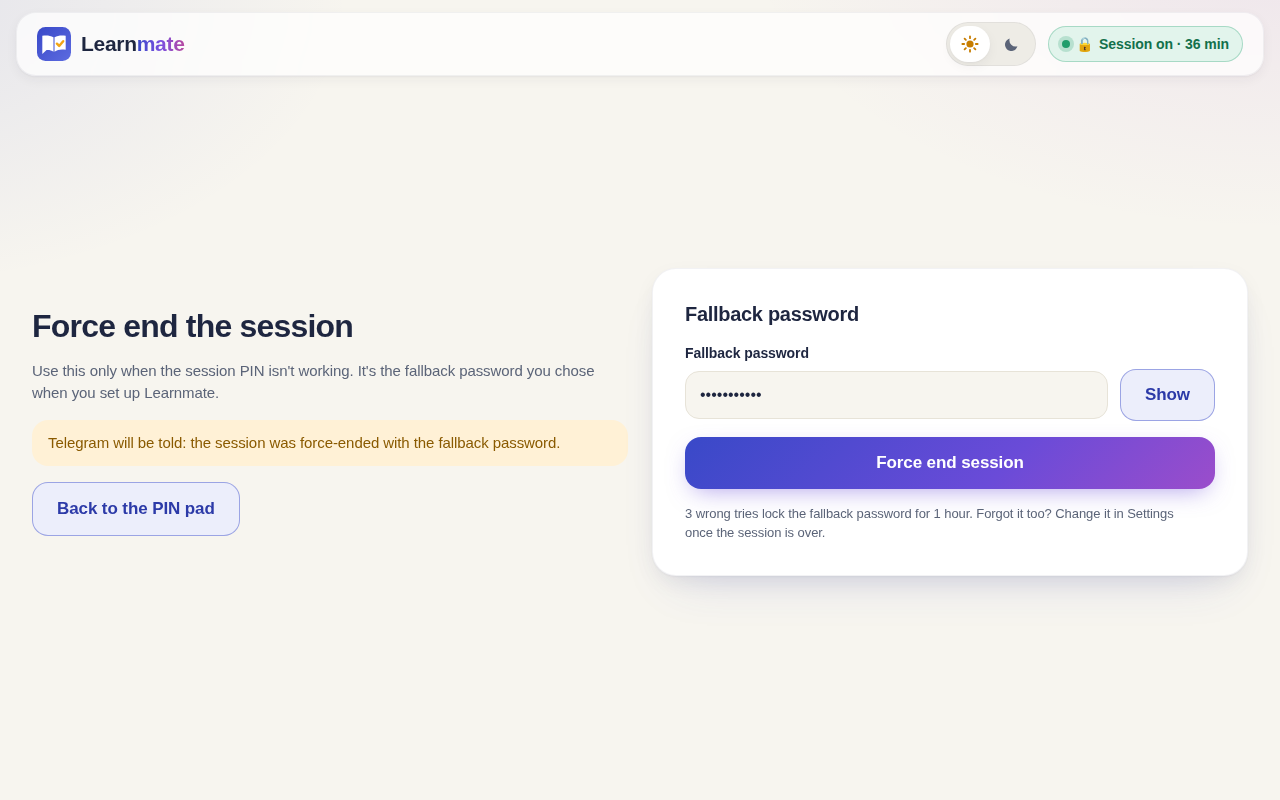 Learnmate
Session on · 36 min
Force end the session
Use this only when the session PIN isn't working. It's the fallback password you chose
when you set up Learnmate.
Telegram will be told: the session was force-ended with the fallback password.
Back to the PIN pad
Fallback password
Fallback password
•••••••••••
Show
Force end session
3 wrong tries lock the fallback password for 1 hour. Forgot it too? Change it in Settings
once the session is over.